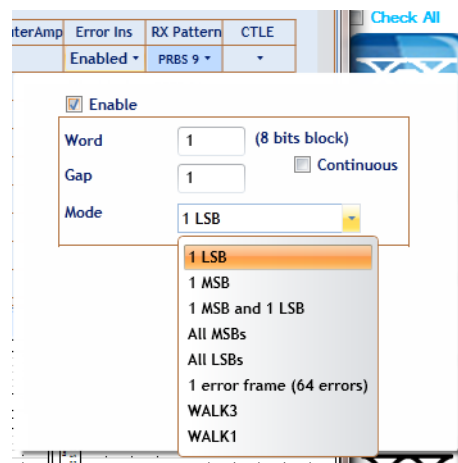 Check All
terAmp Error Ins RX Pattern CTLE
Enabled PRBS 9
Enable
Word 1 (8 bits block)
Continuous
Gap 1
Mode 1 LSB
1 LSB
1 MSB
1 MSB and 1 LSB
All MSBs
All LSBs
1 error frame (64 errors)
WALK3
WALK1